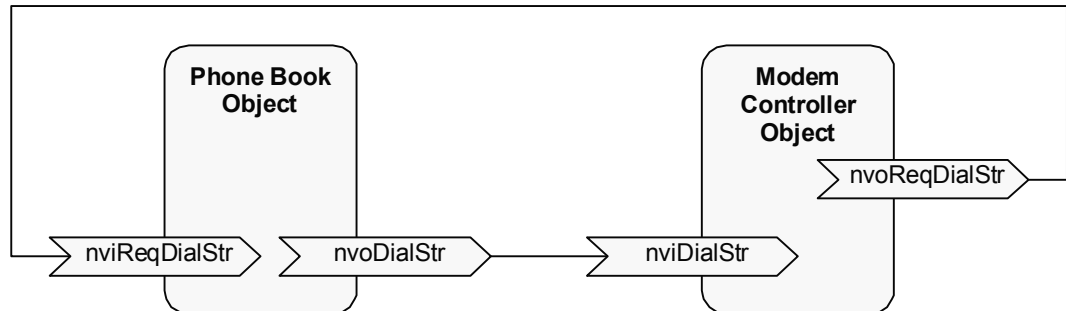 Phone Book
Object
Modem
Controller
Object
nvoReqDialStr
nviReqDialStr
nvoDialStr
nviDialStr